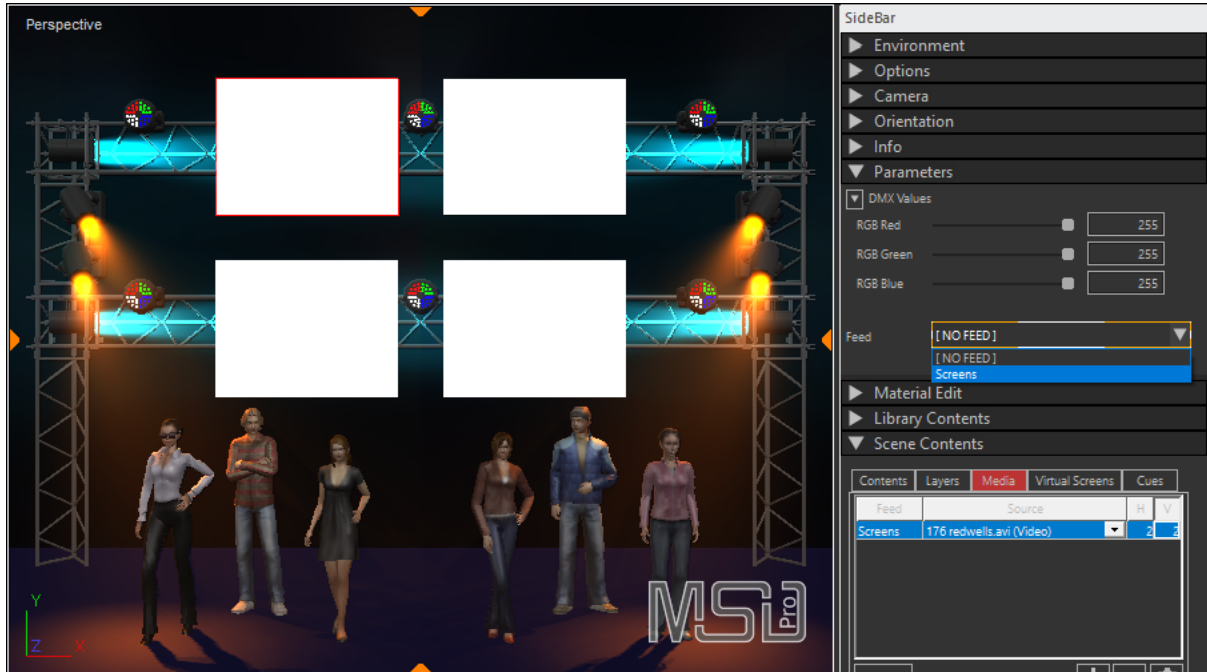 Perspective
SideBar
Environment
Options
Camera
Orientation
Info
Parameters
DMX Values
RGB Red 255
RGB Green 255
RGB Blue 255
Feed [ NO FEED ]
[ NO FEED ]
Screens
Material Edit
Library Contents
Scene Contents
Contents Layers Media Virtual Screens Cues
Feed Source H V
Screens 176 redwells.avi (Video) 2 2
MSD Pro
Y
Z X